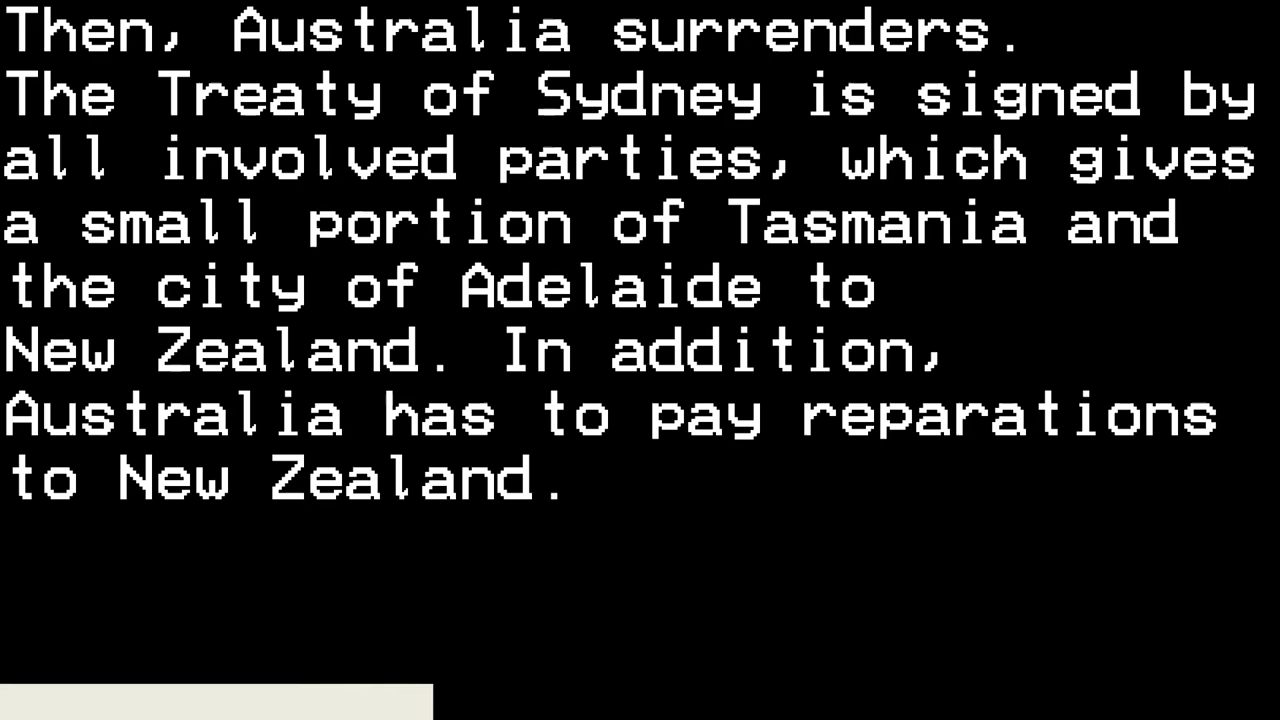 Then, Australia surrenders.
The Treaty of Sydney is signed by
all involved parties, which gives
a small portion of Tasmania and
the city of Adelaide to
New Zealand. In addition,
Australia has to pay reparations
to New Zealand.